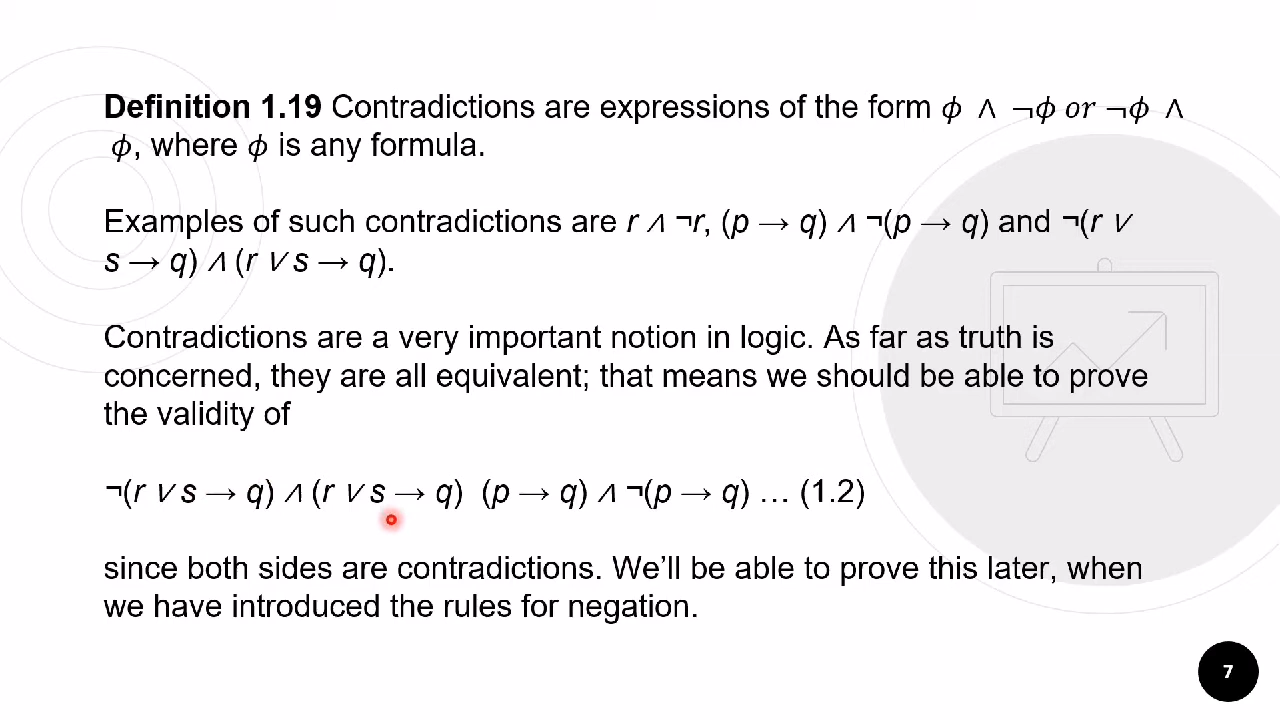 Definition 1.19 Contradictions are expressions of the form 𝜙 ∧ ¬𝜙 or ¬𝜙 ∧
𝜙, where 𝜙 is any formula.
Examples of such contradictions are r ∧ ¬r, (p → q) ∧ ¬(p → q) and ¬(r ∨
s → q) ∧ (r ∨ s → q).
Contradictions are a very important notion in logic. As far as truth is
concerned, they are all equivalent; that means we should be able to prove
the validity of
¬(r ∨ s → q) ∧ (r ∨ s → q) (p → q) ∧ ¬(p → q) … (1.2)
since both sides are contradictions. We’ll be able to prove this later, when
we have introduced the rules for negation.
7